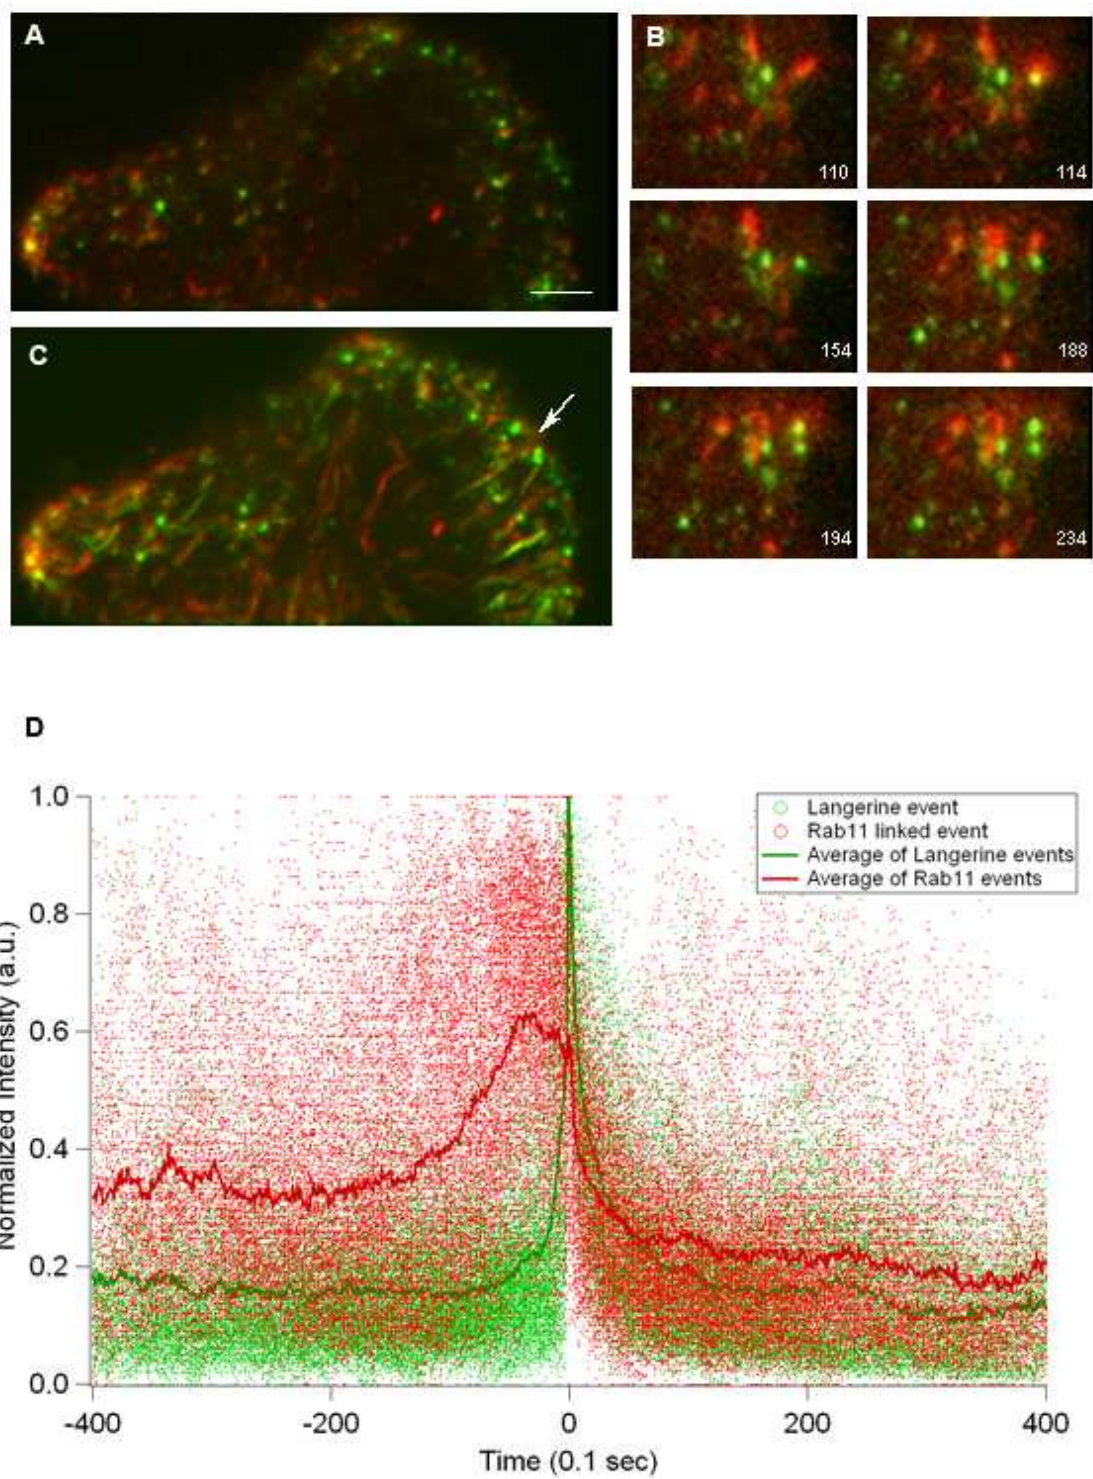 A
B
110
114
154
188
194
234
C
D
Normalized Intensity (a.u.)
1.0
0.8
0.6
0.4
0.2
0.0
Langerine event
Rab11 linked event
Average of Langerine events
Average of Rab11 events
-400
-200
0
200
400
Time (0.1 sec)